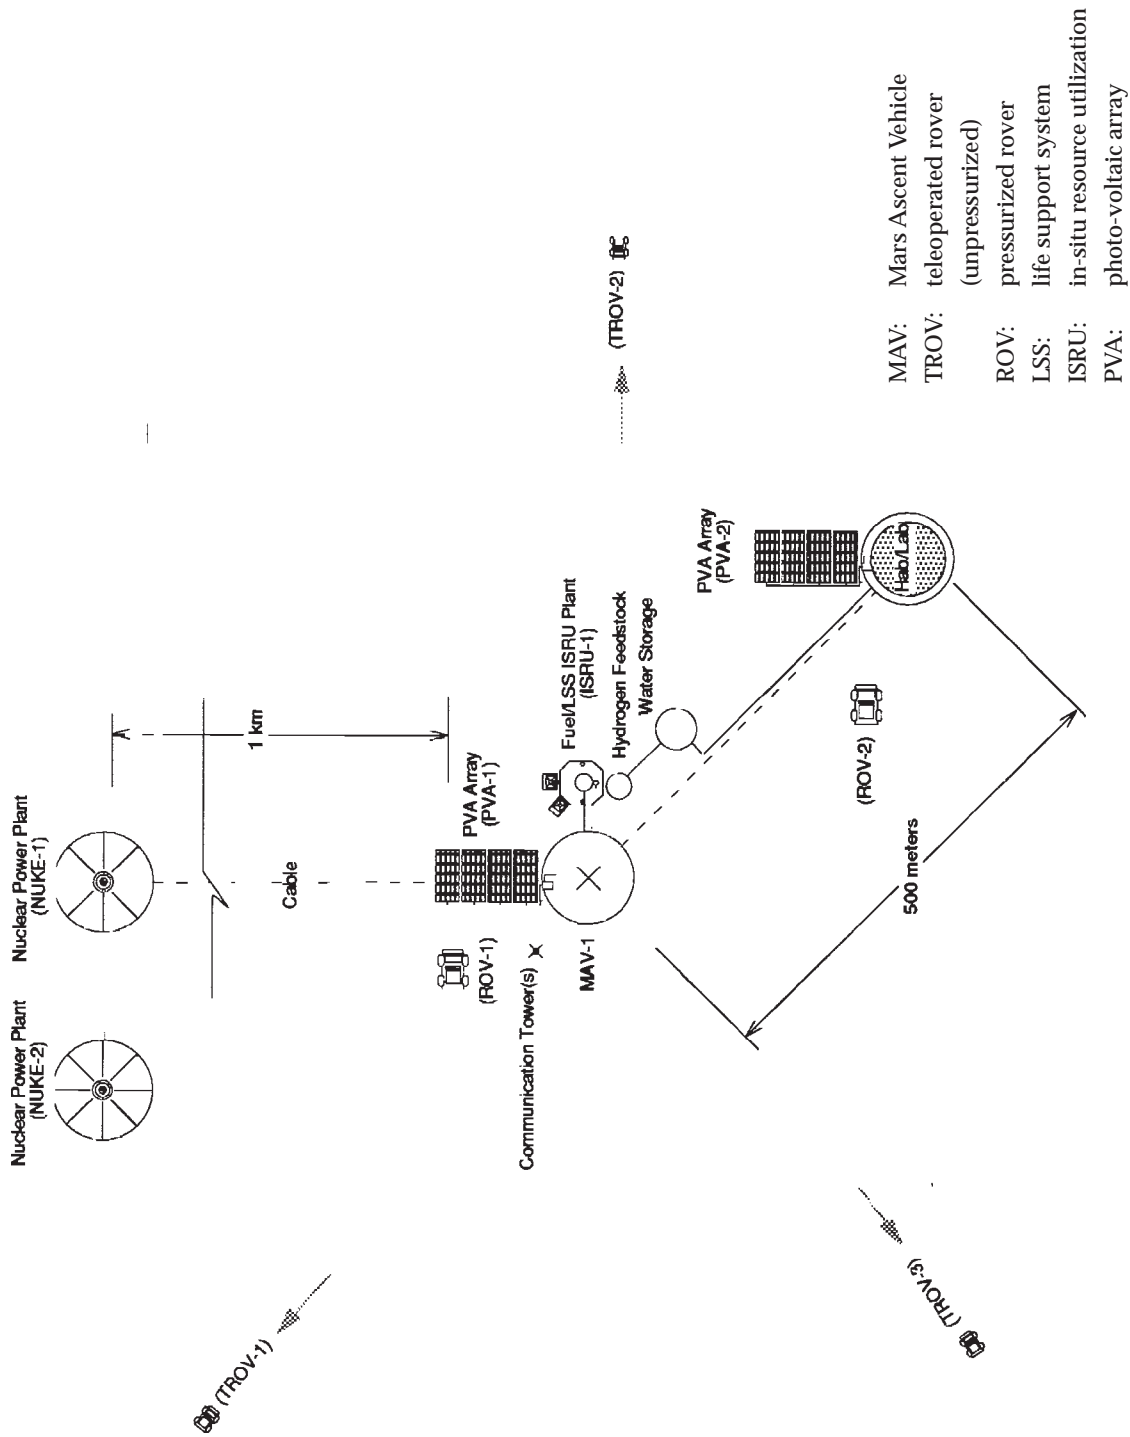 Nuclear Power Plant
(NUKE-2)
Nuclear Power Plant
(NUKE-1)
1 km
Cable
(TROV-1)
(ROV-1)
PVA Array
(PVA-1)
Communication Tower(s)
MAV-1
Fuel/LSS ISRU Plant
(ISRU-1)
Hydrogen Feedstock
Water Storage
(TROV-2)
PVA Array
(PVA-2)
Hab/Lab
(ROV-2)
500 meters
(TROV-3)
MAV: Mars Ascent Vehicle
TROV: teleoperated rover
(unpressurized)
ROV: pressurized rover
LSS: life support system
ISRU: in-situ resource utilization
PVA: photo-voltaic array